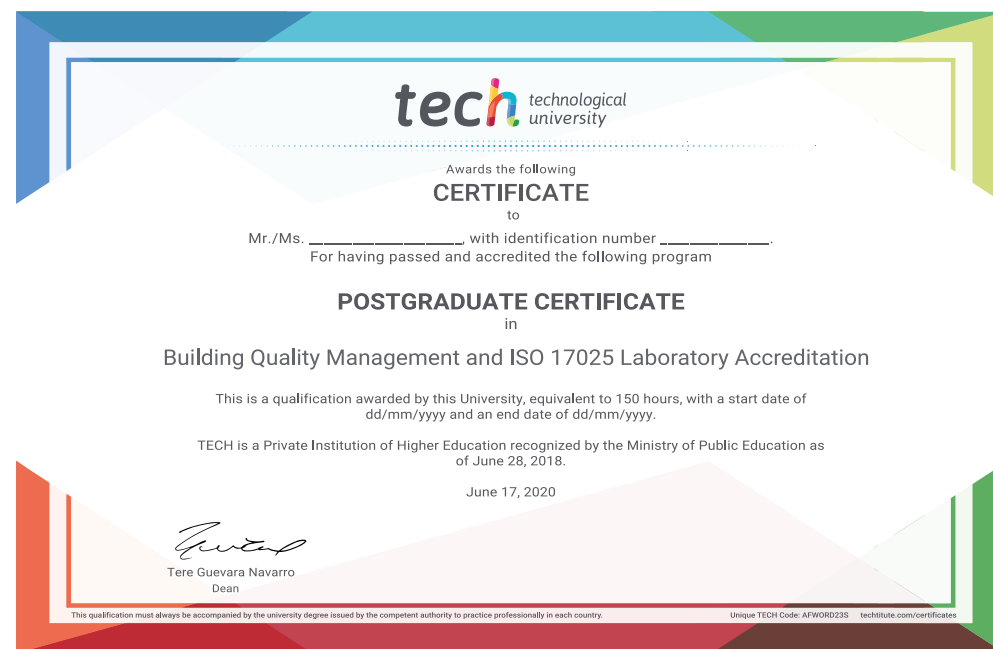 tech technological
university
Awards the following
CERTIFICATE
to
Mr./Ms. ____________________, with identification number ______________.
For having passed and accredited the following program
POSTGRADUATE CERTIFICATE
in
Building Quality Management and ISO 17025 Laboratory Accreditation
This is a qualification awarded by this University, equivalent to 150 hours, with a start date of
dd/mm/yyyy and an end date of dd/mm/yyyy.
TECH is a Private Institution of Higher Education recognized by the Ministry of Public Education as
of June 28, 2018.
June 17, 2020
Tere Guevara Navarro
Dean
This qualification must always be accompanied by the university degree issued by the competent authority to practice professionally in each country. Unique TECH Code: AFWORD23S techtitute.com/certificates